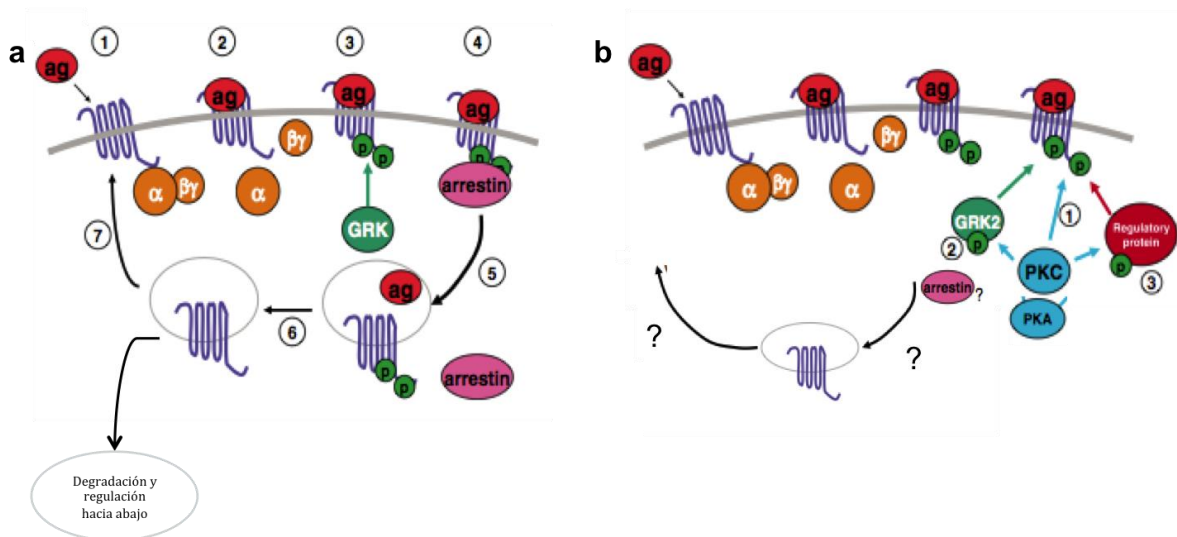 a
1
2
3
4
ag
ag
ag
ag
α
βγ
α
βγ
p
p
p
p
arrestin
GRK
7
5
ag
6
p
p
arrestin
Degradación y
regulación
hacia abajo
b
ag
ag
ag
ag
α
βγ
α
βγ
p
p
p
p
1
GRK2
p
2
Regulatory
protein
p
3
PKC
PKA
arrestin?
?
?